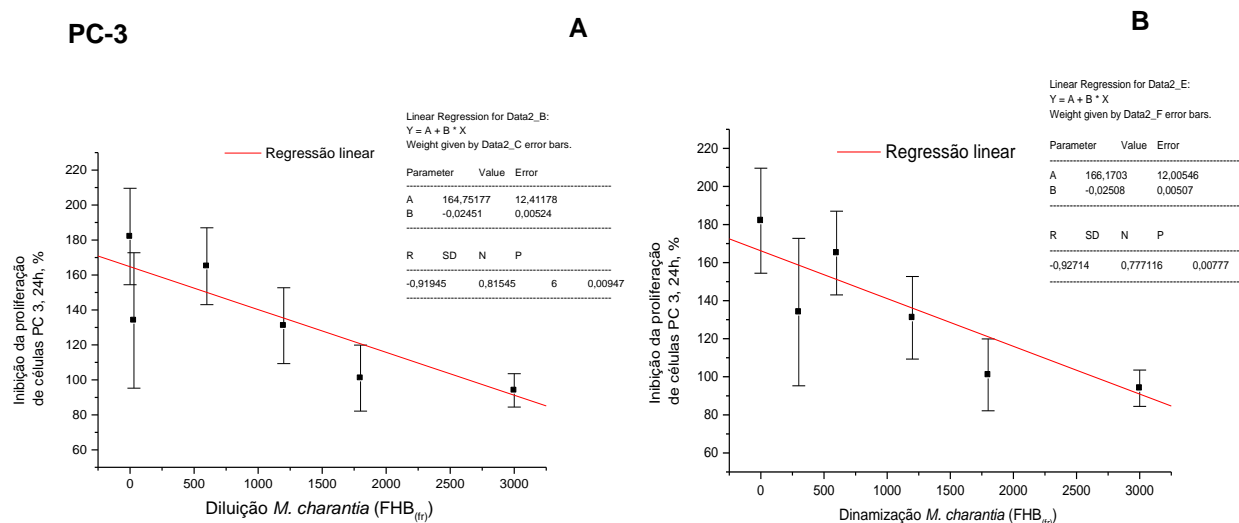 PC-3
A
Linear Regression for Data2_B:
Y = A + B * X
Weight given by Data2_C error bars.
Parameter Value Error
------------------------------------------------------------
A 164,75177 12,41178
B -0,02451 0,00524
------------------------------------------------------------
R SD N P
------------------------------------------------------------
-0,91945 0,81545 6 0,00947
------------------------------------------------------------
Regressão linear
220
200
180
160
140
120
100
80
60
Inibição da proliferação
de células PC 3, 24h, %
0 500 1000 1500 2000 2500 3000
Diluição M. charantia (FHB(fr))
B
Linear Regression for Data2_E:
Y = A + B * X
Weight given by Data2_F error bars.
Parameter Value Error
------------------------------------------------------------
A 166,1703 12,00546
B -0,02508 0,00507
------------------------------------------------------------
R SD N P
------------------------------------------------------------
-0,92714 0,777116 0,00777
------------------------------------------------------------
Regressão linear
220
200
180
160
140
120
100
80
60
Inibição da proliferação
de células PC 3, 24h, %
0 500 1000 1500 2000 2500 3000
Dinamização M. charantia (FHB(fr))